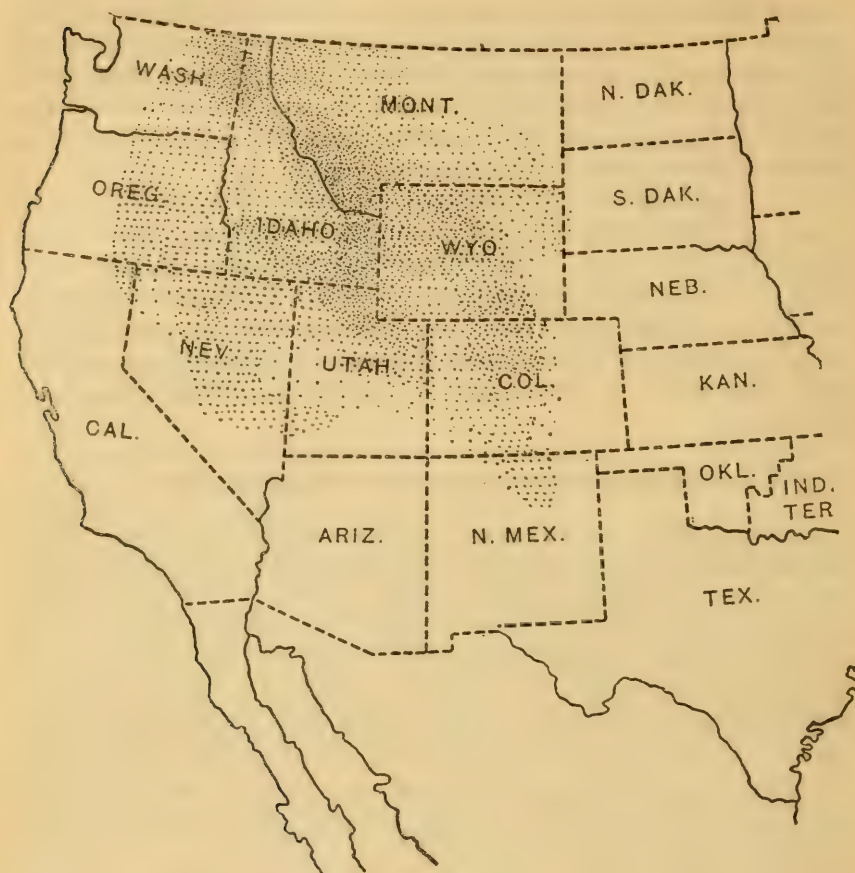 WASH
MONT.
N. DAK.
OREG.
S. DAK.
IDAHO
WYO.
NEB.
NEV.
UTAH.
COL.
KAN.
CAL.
OKL.
IND.
TER
ARIZ.
N. MEX.
TEX.